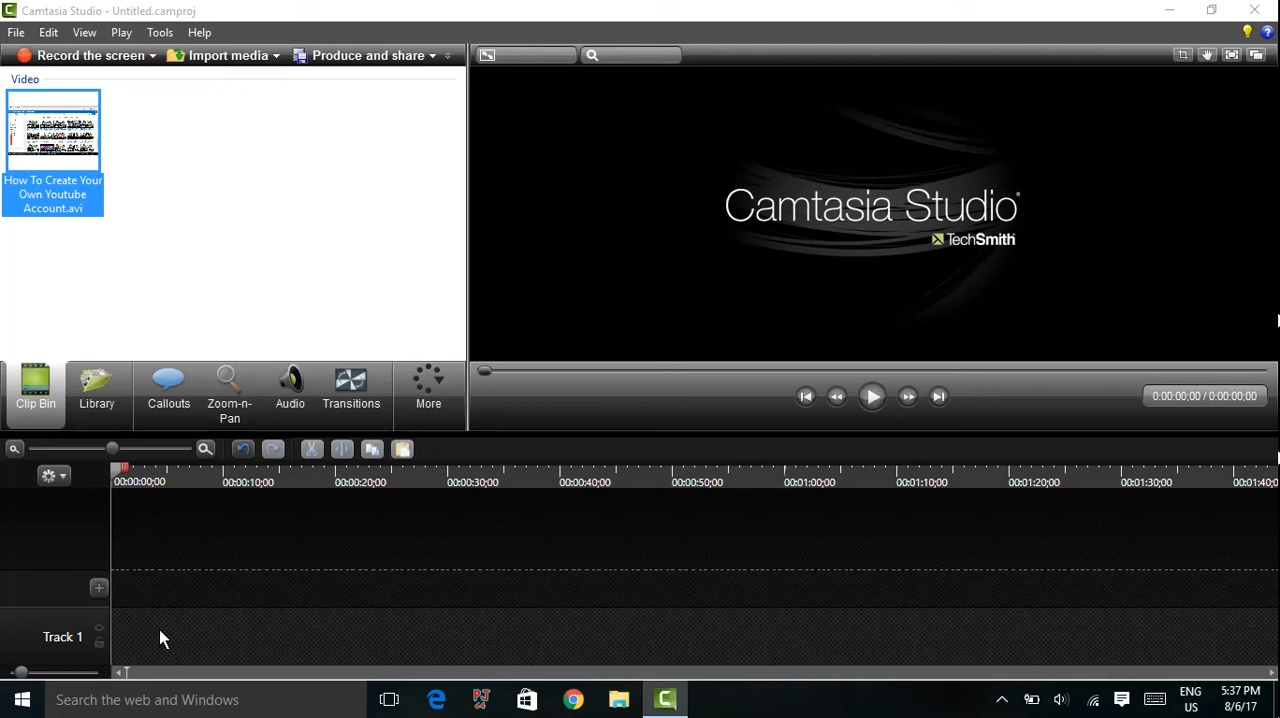 Camtasia Studio - Untitled.camproj
File Edit View Play Tools Help
Record the screen Import media Produce and share
Video
How To Create Your
Own Youtube
Account.avi
Camtasia Studio
TechSmith
Clip Bin Library Callouts Zoom-n-
Pan Audio Transitions More
0:00:00;00 / 0:00:00;00
00:00:00;00 00:00:10;00 00:00:20;00 00:00:30;00 00:00:40;00 00:00:50;00 00:01:00;00 00:01:10;00 00:01:20;00 00:01:30;00 00:01:40;0
Track 1
Search the web and Windows
ENG
US
5:37 PM
8/6/17